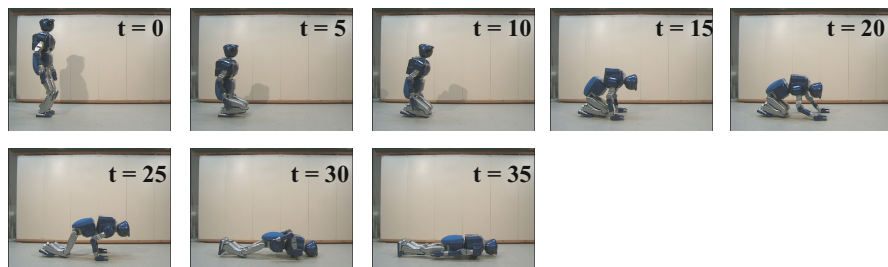 t = 0
t = 5
t = 10
t = 15
t = 20
t = 25
t = 30
t = 35